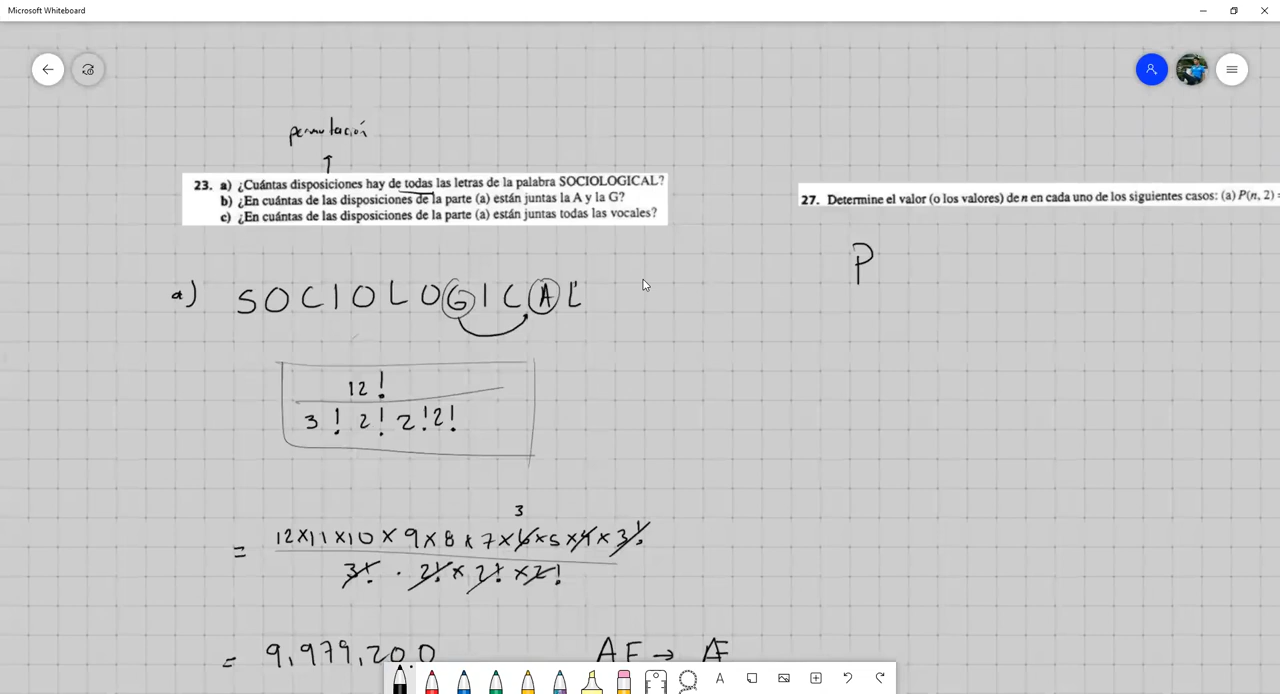 Microsoft Whiteboard
permutación
23. a) ¿Cuántas disposiciones hay de todas las letras de la palabra SOCIOLOGICAL?
b) ¿En cuántas de las disposiciones de la parte (a) están juntas la A y la G?
c) ¿En cuántas de las disposiciones de la parte (a) están juntas todas las vocales?
27. Determine el valor (o los valores) de n en cada uno de los siguientes casos: (a) P(n, 2) =
P
a) SOCIOLOGICAL
12!
3! 2! 2! 2!
3
= 12×11×10×9×8×7×6×5×4×3!
3! · 2! × 2! × 2!
= 9,979,200 AF → AF
A